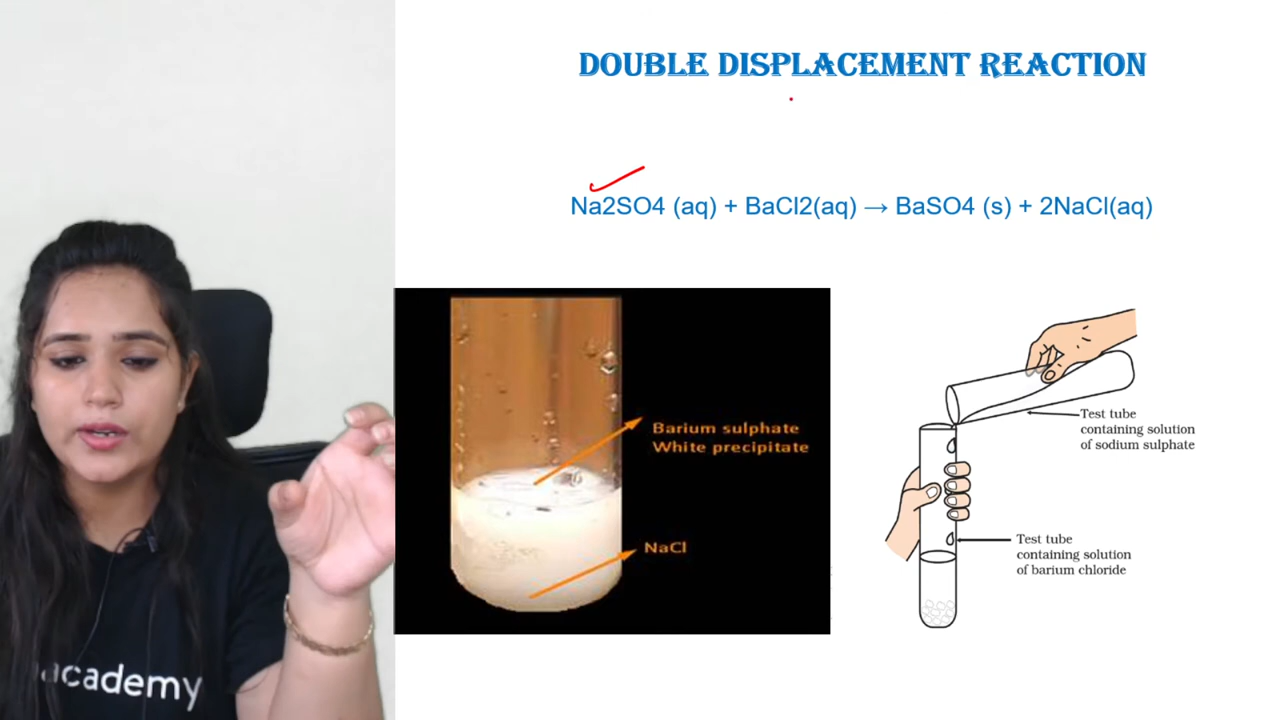 DOUBLE DISPLACEMENT REACTION
Na2SO4 (aq) + BaCl2(aq) → BaSO4 (s) + 2NaCl(aq)
Barium sulphate
White precipitate
NaCl
Test tube
containing solution
of sodium sulphate
Test tube
containing solution
of barium chloride
academy